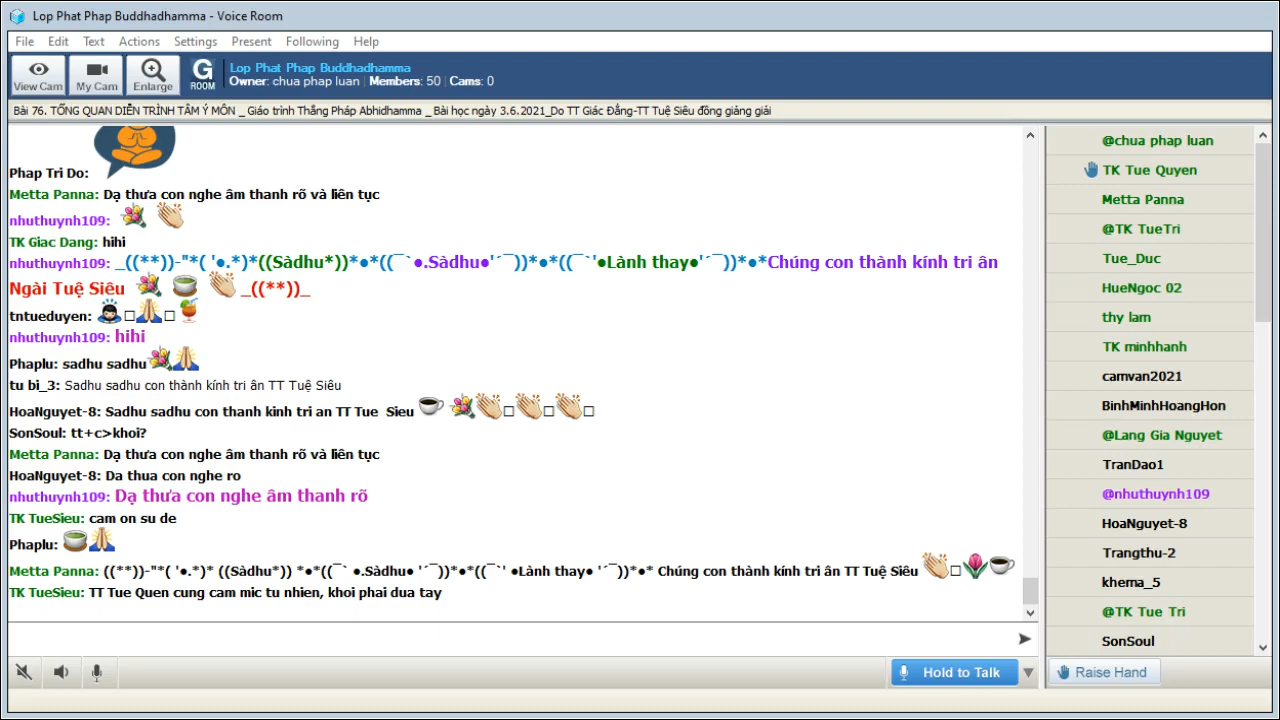 Lop Phat Phap Buddhadhamma - Voice Room
File Edit Text Actions Settings Present Following Help
View Cam My Cam Enlarge G ROOM
Lop Phat Phap Buddhadhamma
Owner: chua phap luan | Members: 50 | Cams: 0
Bài 76. TỔNG QUAN DIỄN TRÌNH TÂM Ý MÔN _ Giáo trình Thắng Pháp Abhidhamma _ Bài học ngày 3.6.2021_Do TT Giác Đẳng-TT Tuệ Siêu đồng giảng giải
Phap Tri Do:
Metta Panna: Dạ thưa con nghe âm thanh rõ và liên tục
nhuthuynh109:
TK Giac Dang: hihi
nhuthuynh109: _((**))-"*( '●.*)*((Sàdhu*))*●*((¯`●.Sàdhu●'´¯))*●*((¯`'●Lành thay●'´¯))*●*Chúng con thành kính tri ân
Ngài Tuệ Siêu _((**))_
tntueduyen:
nhuthuynh109: hihi
Phaplu: sadhu sadhu
tu bi_3: Sadhu sadhu con thành kính tri ân TT Tuệ Siêu
HoaNguyet-8: Sadhu sadhu con thanh kinh tri an TT Tue Sieu
SonSoul: tt+c>khoi?
Metta Panna: Dạ thưa con nghe âm thanh rõ và liên tục
HoaNguyet-8: Da thua con nghe ro
nhuthuynh109: Dạ thưa con nghe âm thanh rõ
TK TueSieu: cam on su de
Phaplu:
Metta Panna: ((**))-"*( '●.*)* ((Sàdhu*)) *●*((¯` ●.Sàdhu● '´¯))*●*((¯`' ●Lành thay● '´¯))*●* Chúng con thành kính tri ân TT Tuệ Siêu
TK TueSieu: TT Tue Quen cung cam mic tu nhien, khoi phai dua tay
@chua phap luan
TK Tue Quyen
Metta Panna
@TK TueTri
Tue_Duc
HueNgoc 02
thy lam
TK minhhanh
camvan2021
BinhMinhHoangHon
@Lang Gia Nguyet
TranDao1
@nhuthuynh109
HoaNguyet-8
Trangthu-2
khema_5
@TK Tue Tri
SonSoul
Hold to Talk
Raise Hand